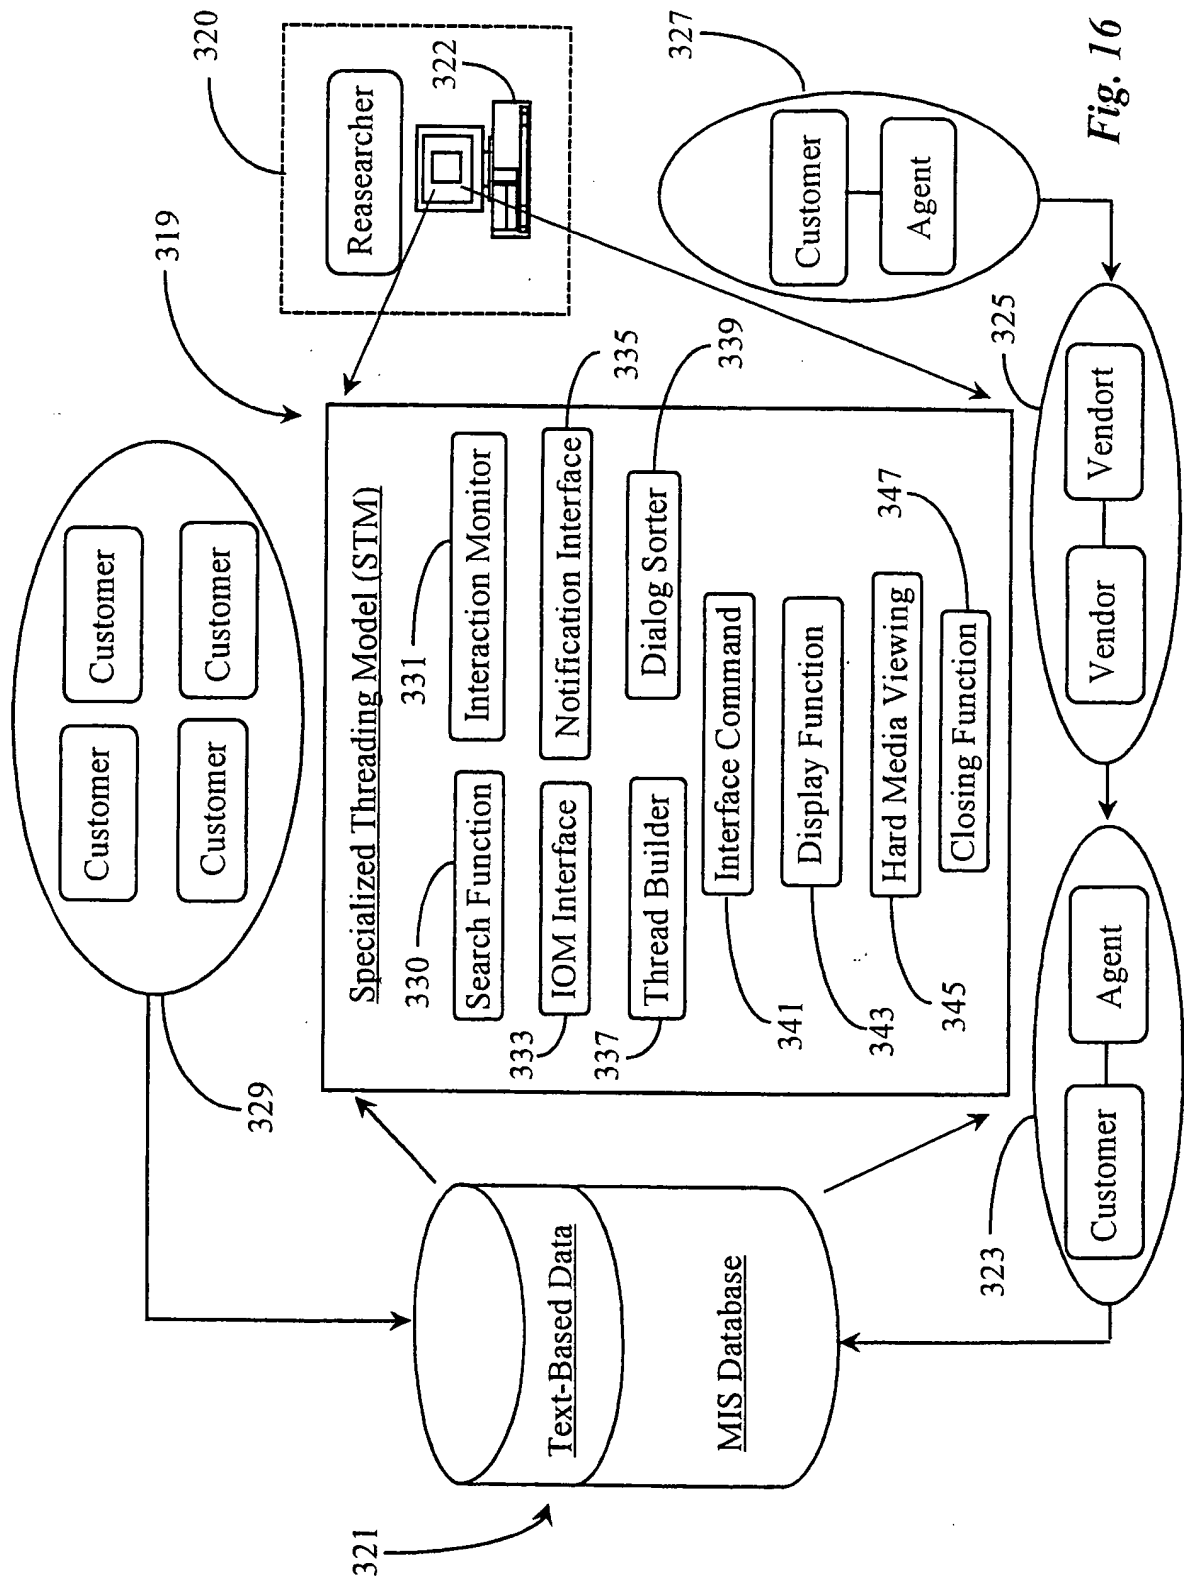 319
320
Reasearcher
322
327
Customer
Agent
Fig. 16
329
Customer
Customer
Customer
Customer
Specialized Threading Model (STM)
330
331
Search Function
Interaction Monitor
333
IOM Interface
Notification Interface
335
337
Thread Builder
Dialog Sorter
339
341
Interface Command
343
Display Function
345
Hard Media Viewing
347
Closing Function
321
Text-Based Data
MIS Database
323
Customer
Agent
325
Vendor
Vendort